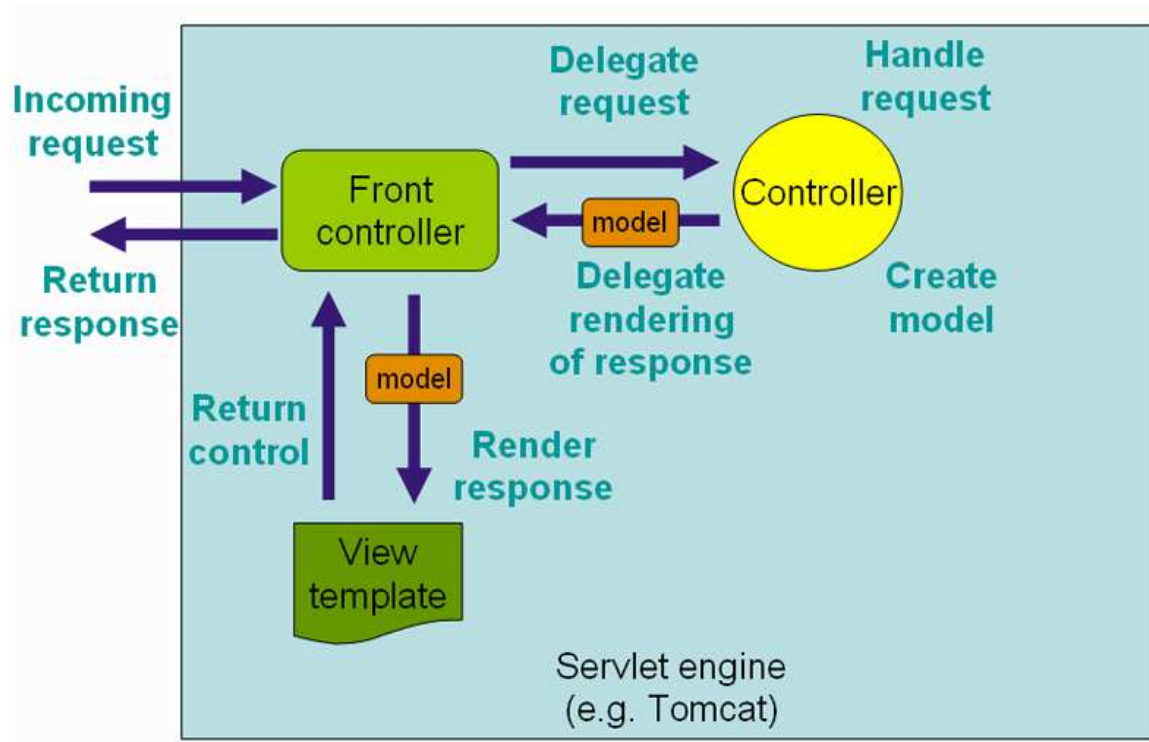 Incoming
request
Return
response
Front
controller
Delegate
request
Handle
request
Controller
model
Delegate
rendering
of response
Create
model
model
Return
control
Render
response
View
template
Servlet engine
(e.g. Tomcat)